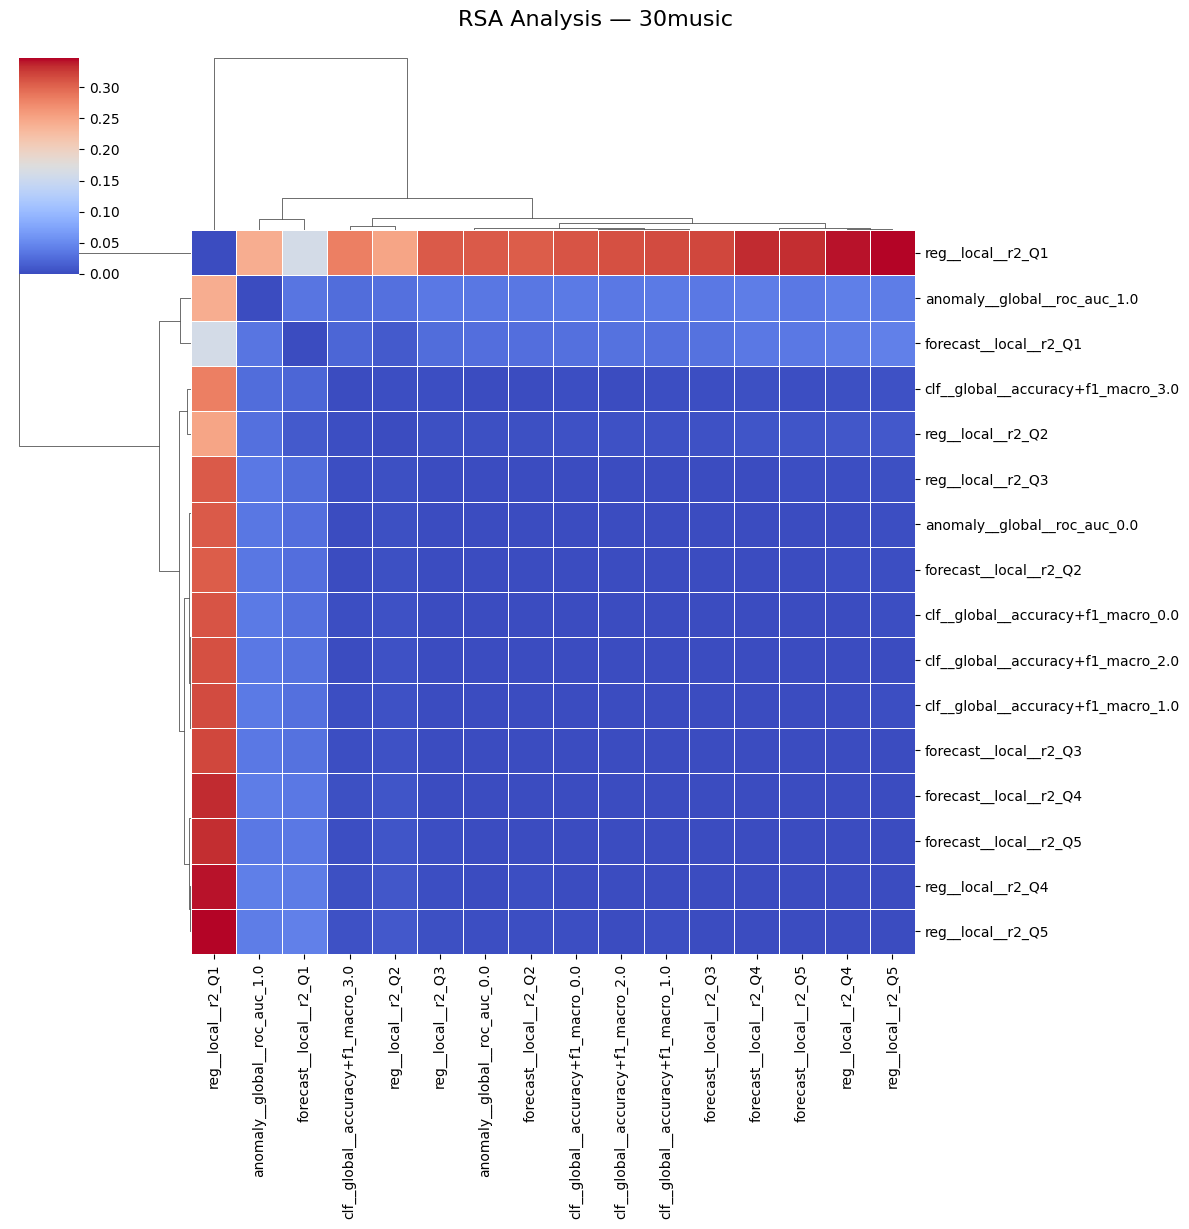 RSA Analysis — 30music
0.30
0.25
0.20
0.15
0.10
0.05
0.00
reg__local__r2_Q1
anomaly__global__roc_auc_1.0
forecast__local__r2_Q1
clf__global__accuracy+f1_macro_3.0
reg__local__r2_Q2
reg__local__r2_Q3
anomaly__global__roc_auc_0.0
forecast__local__r2_Q2
clf__global__accuracy+f1_macro_0.0
clf__global__accuracy+f1_macro_2.0
clf__global__accuracy+f1_macro_1.0
forecast__local__r2_Q3
forecast__local__r2_Q4
forecast__local__r2_Q5
reg__local__r2_Q4
reg__local__r2_Q5
reg__local__r2_Q1
anomaly__global__roc_auc_1.0
forecast__local__r2_Q1
clf__global__accuracy+f1_macro_3.0
reg__local__r2_Q2
reg__local__r2_Q3
anomaly__global__roc_auc_0.0
forecast__local__r2_Q2
clf__global__accuracy+f1_macro_0.0
clf__global__accuracy+f1_macro_2.0
clf__global__accuracy+f1_macro_1.0
forecast__local__r2_Q3
forecast__local__r2_Q4
forecast__local__r2_Q5
reg__local__r2_Q4
reg__local__r2_Q5